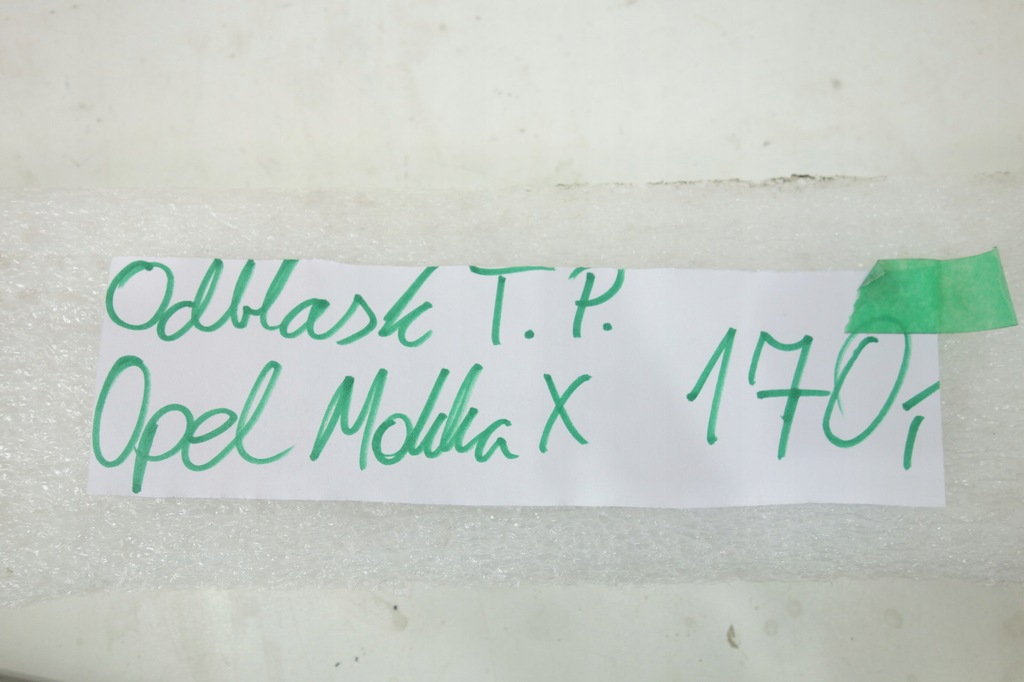 Odblask T. P.
Opel Mokka X 170,-